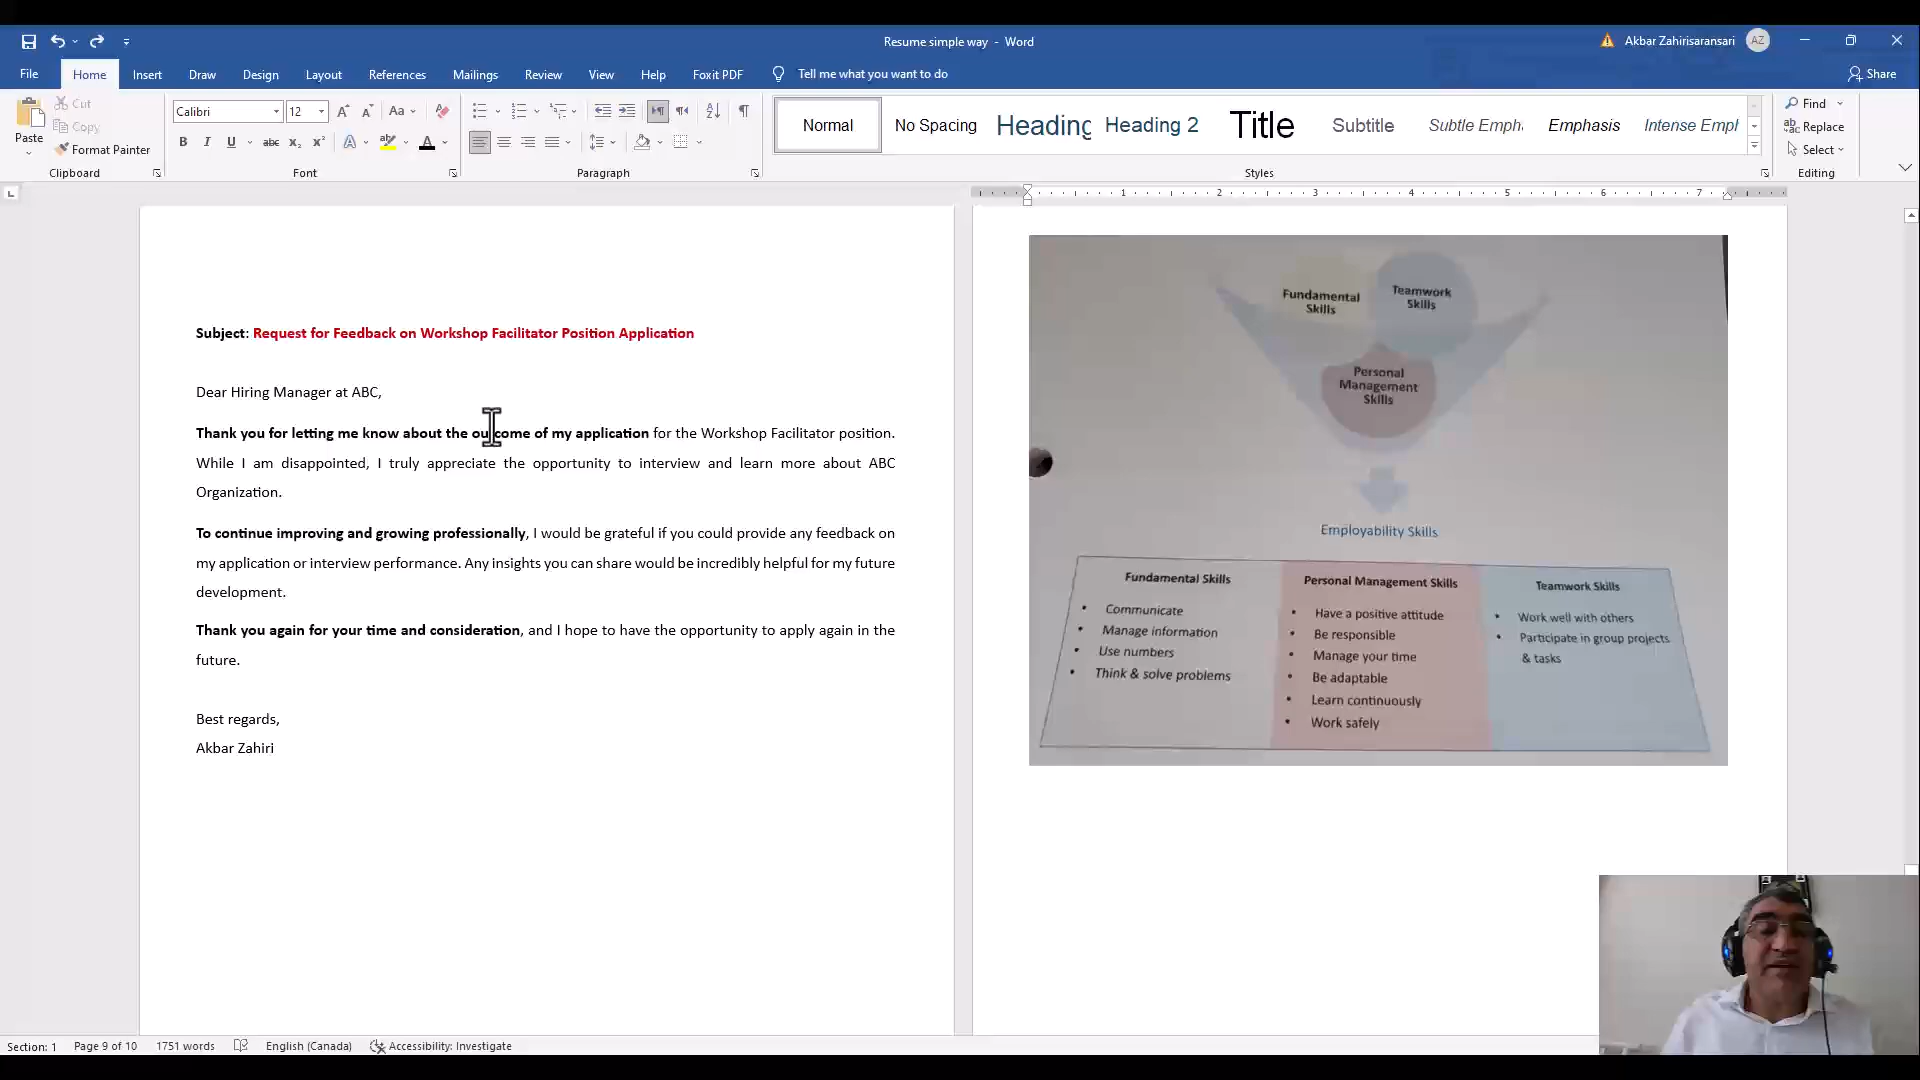 Resume simple way - Word
Akbar Zahirisaransari
AZ
File
Home
Insert
Draw
Design
Layout
References
Mailings
Review
View
Help
Foxit PDF
Tell me what you want to do
Share
Paste
Cut
Copy
Format Painter
Clipboard
Calibri
12
Font
Paragraph
Normal
No Spacing
Heading
Heading 2
Title
Subtitle
Subtle Emph
Emphasis
Intense Empl
Styles
Find
Replace
Select
Editing
1 2 3 4 5 6 7
Subject: Request for Feedback on Workshop Facilitator Position Application
Dear Hiring Manager at ABC,
Thank you for letting me know about the outcome of my application for the Workshop Facilitator position.
While I am disappointed, I truly appreciate the opportunity to interview and learn more about ABC
Organization.
To continue improving and growing professionally, I would be grateful if you could provide any feedback on
my application or interview performance. Any insights you can share would be incredibly helpful for my future
development.
Thank you again for your time and consideration, and I hope to have the opportunity to apply again in the
future.
Best regards,
Akbar Zahiri
Fundamental
Skills
Teamwork
Skills
Personal
Management
Skills
Employability Skills
Fundamental Skills
• Communicate
• Manage information
• Use numbers
• Think & solve problems
Personal Management Skills
• Have a positive attitude
• Be responsible
• Manage your time
• Be adaptable
• Learn continuously
• Work safely
Teamwork Skills
• Work well with others
• Participate in group projects
& tasks
Section: 1
Page 9 of 10
1751 words
English (Canada)
Accessibility: Investigate